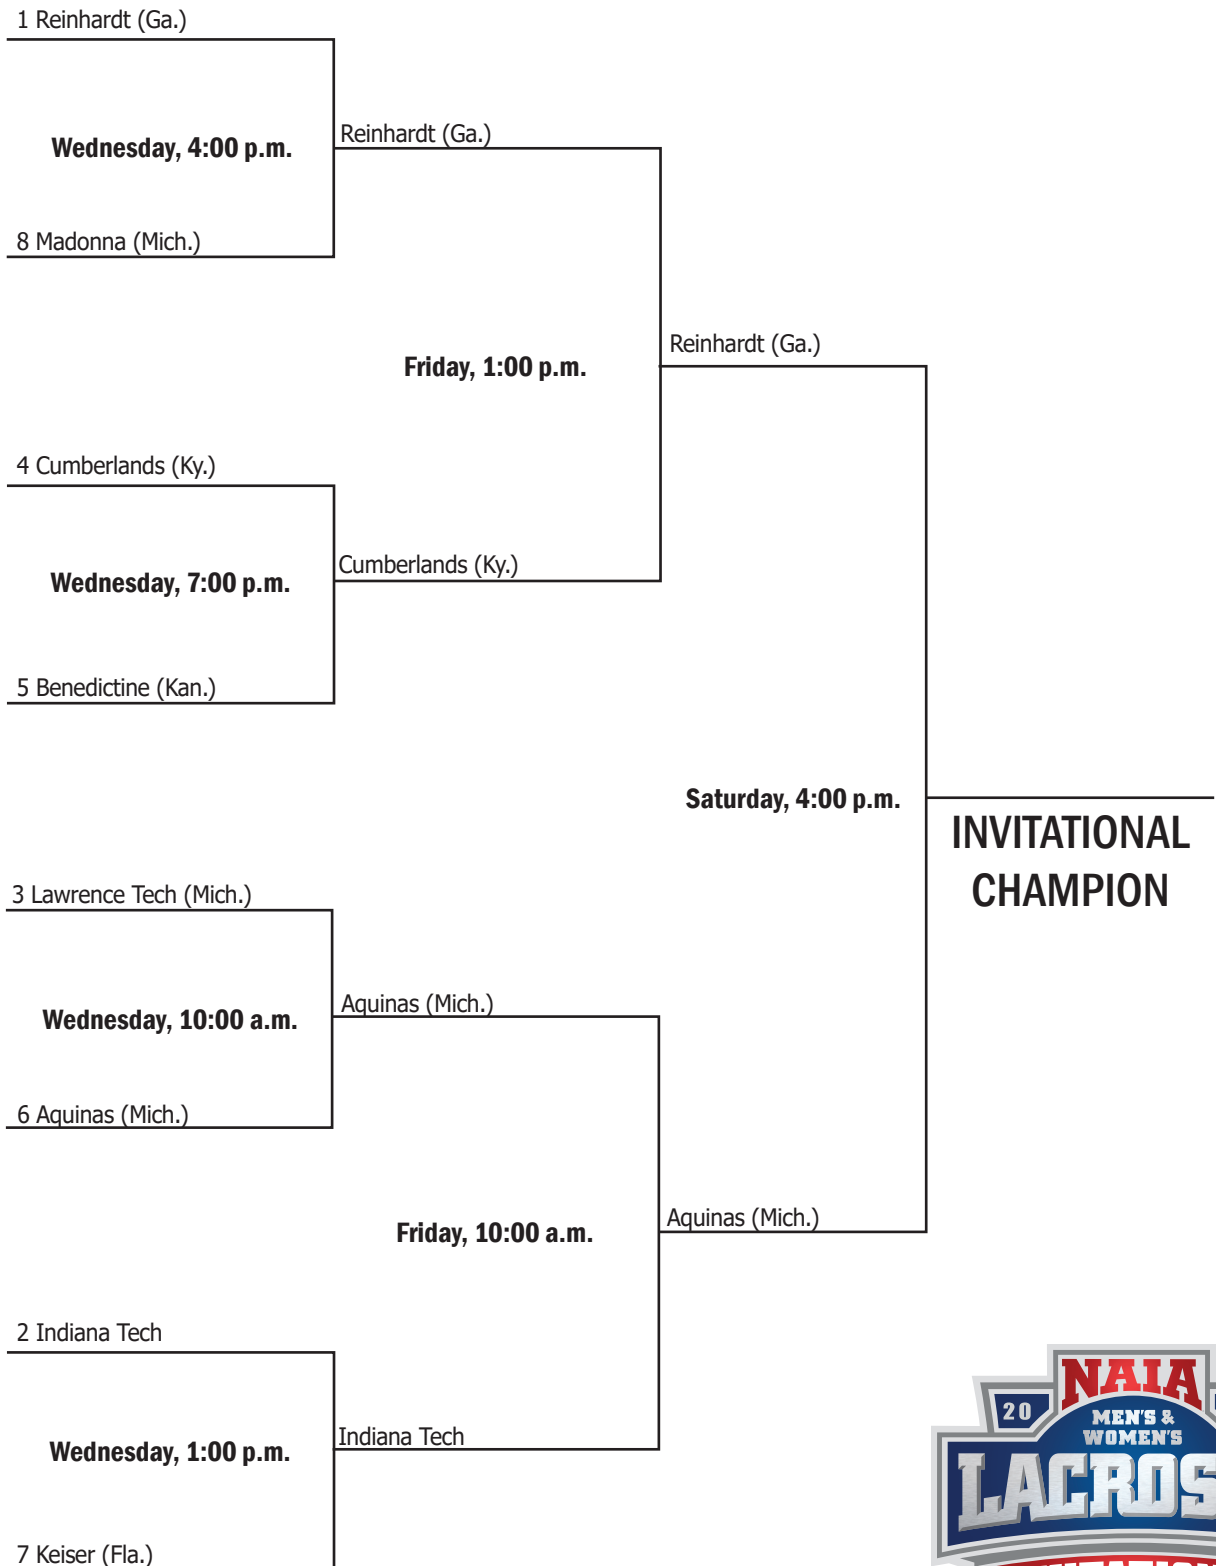 1 Reinhardt (Ga.)
Wednesday, 4:00 p.m.
Reinhardt (Ga.)
8 Madonna (Mich.)
Friday, 1:00 p.m.
Reinhardt (Ga.)
4 Cumberlands (Ky.)
Wednesday, 7:00 p.m.
Cumberlands (Ky.)
5 Benedictine (Kan.)
Saturday, 4:00 p.m.
INVITATIONAL
CHAMPION
3 Lawrence Tech (Mich.)
Wednesday, 10:00 a.m.
Aquinas (Mich.)
6 Aquinas (Mich.)
Friday, 10:00 a.m.
Aquinas (Mich.)
2 Indiana Tech
Wednesday, 1:00 p.m.
Indiana Tech
7 Keiser (Fla.)
NAIA
20
MEN'S &
WOMEN'S
LACROS